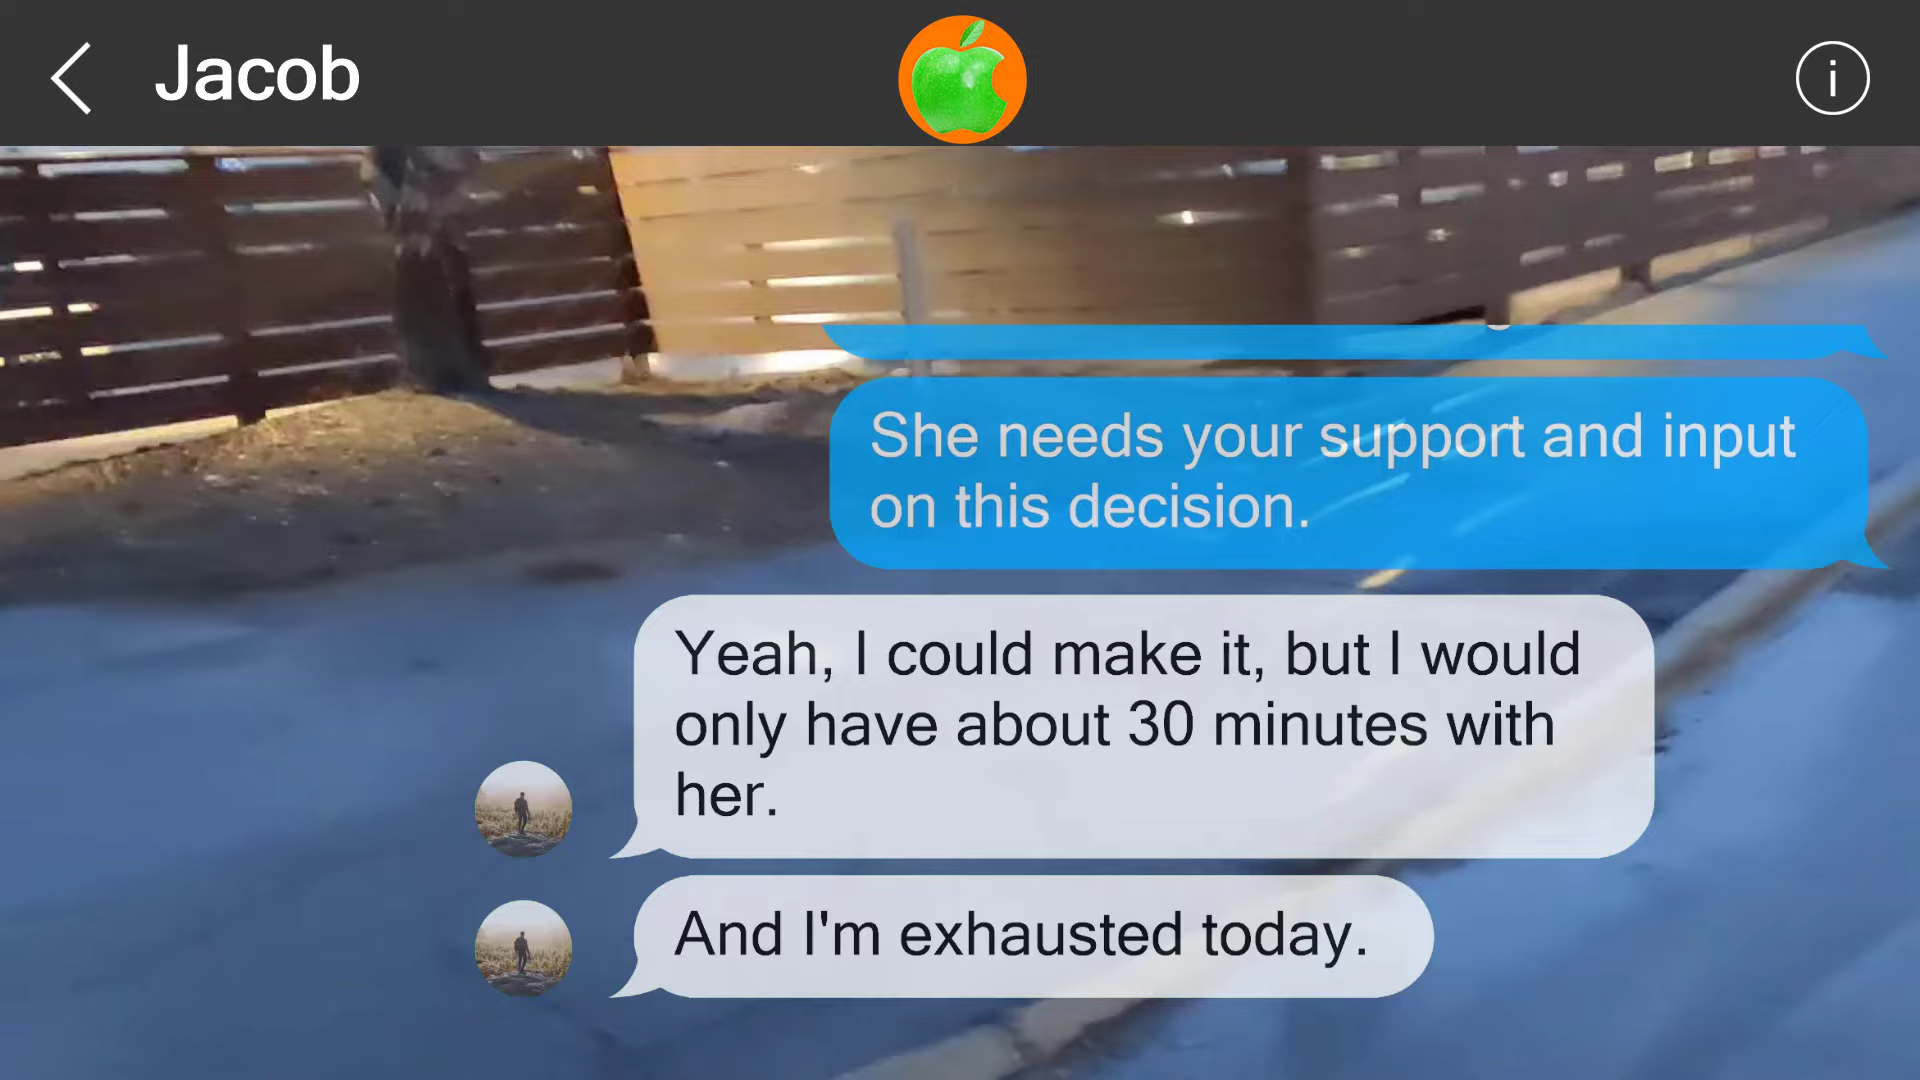 Jacob
She needs your support and input
on this decision.
Yeah, I could make it, but I would
only have about 30 minutes with
her.
And I'm exhausted today.